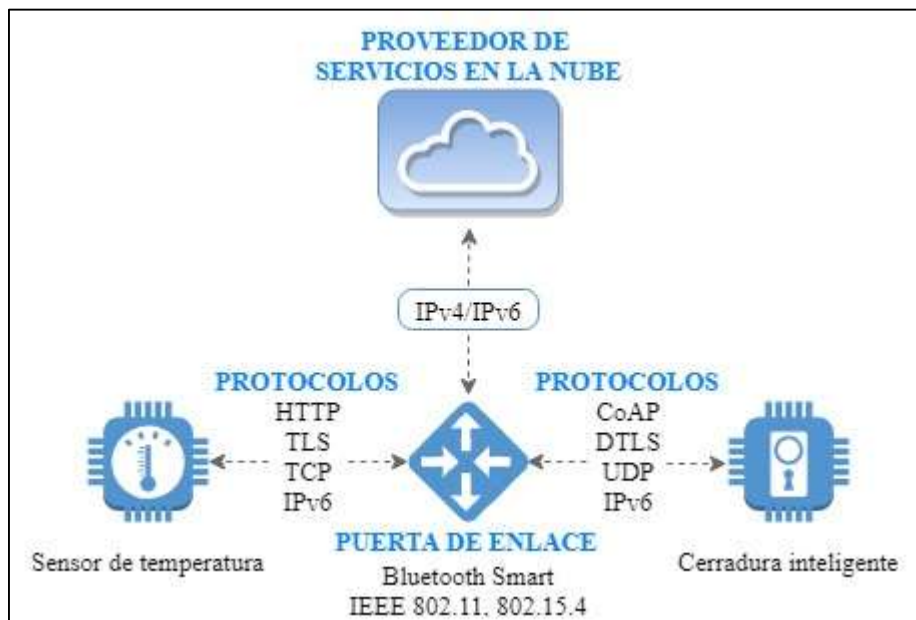 PROVEEDOR DE
SERVICIOS EN LA NUBE
IPv4/IPv6
PROTOCOLOS
HTTP
TLS
TCP
IPv6
PROTOCOLOS
CoAP
DTLS
UDP
IPv6
Sensor de temperatura
PUERTA DE ENLACE
Bluetooth Smart
IEEE 802.11, 802.15.4
Cerradura inteligente